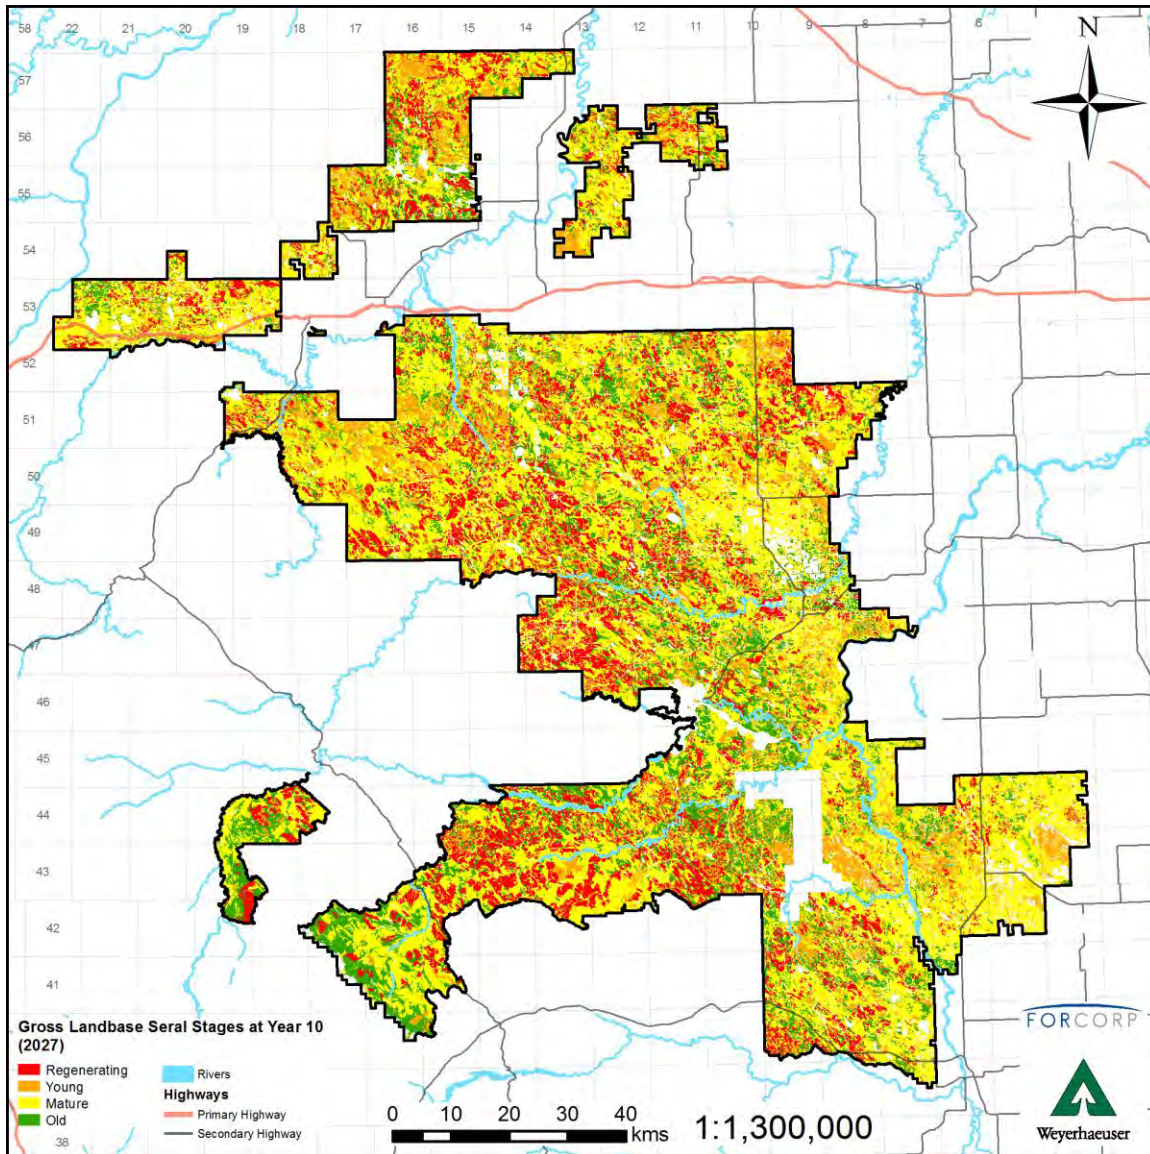 58 22 21 20 19 18 17 16 15 14 13 12 11 10 9 8 7 6
N
57
56
55
54
53
52
51
50
49
48
47
46
45
44
43
42
41
Gross Landbase Seral Stages at Year 10
(2027)
Regenerating
Young
Mature
Old
Rivers
Highways
Primary Highway
Secondary Highway
38
0 10 20 30 40
kms
1:1,300,000
FORCORP
Weyerhaeuser